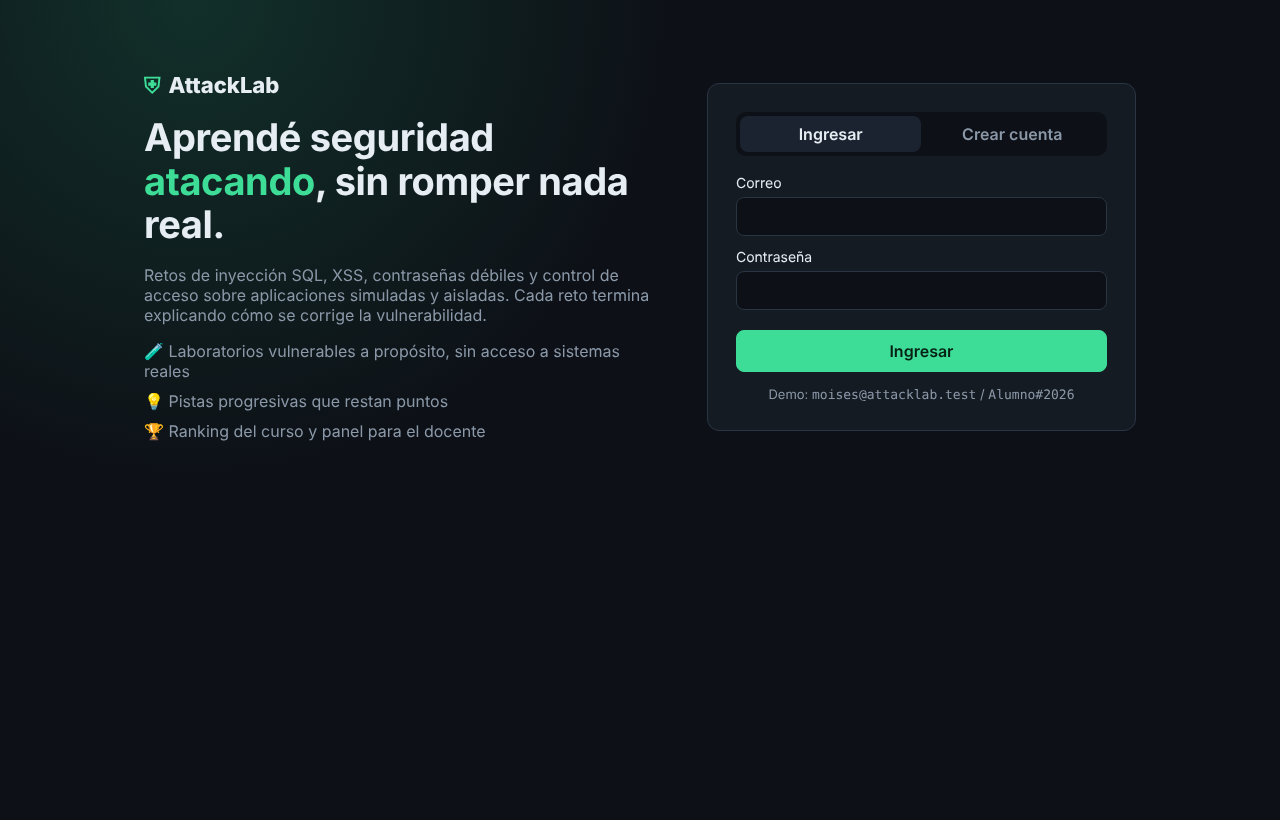 AttackLab
Aprendé seguridad
atacando, sin romper nada
real.
Retos de inyección SQL, XSS, contraseñas débiles y control de
acceso sobre aplicaciones simuladas y aisladas. Cada reto termina
explicando cómo se corrige la vulnerabilidad.
🧪 Laboratorios vulnerables a propósito, sin acceso a sistemas
reales
💡 Pistas progresivas que restan puntos
🏆 Ranking del curso y panel para el docente
Ingresar Crear cuenta
Correo
Contraseña
Ingresar
Demo: moises@attacklab.test / Alumno#2026